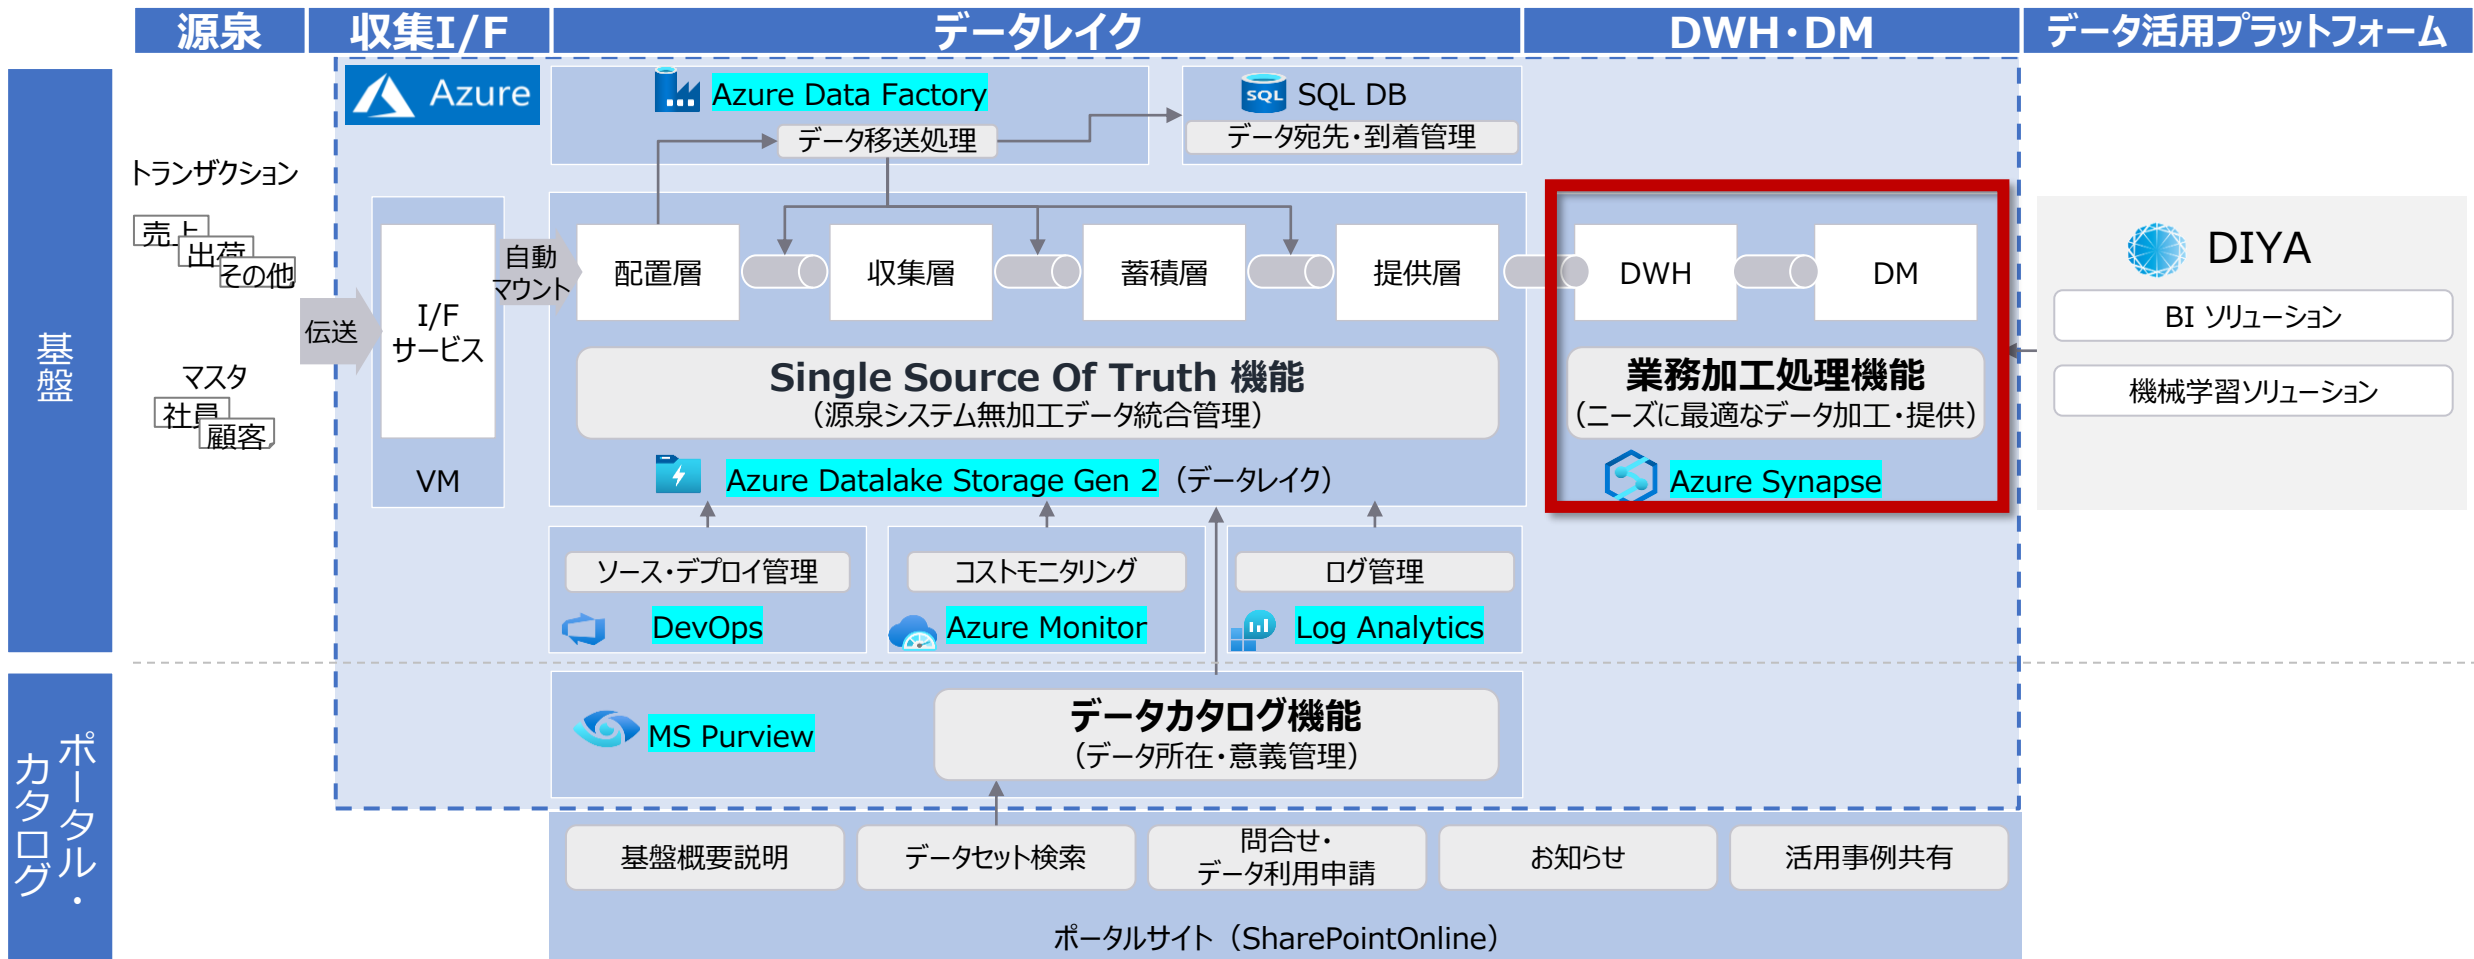 源泉
収集I/F
データレイク
DWH・DM
データ活用プラットフォーム
基盤
Azure
Azure Data Factory
データ移送処理
SQL DB
データ宛先・到着管理
トランザクション
売上
出荷
その他
マスタ
社員
顧客
伝送
I/F
サービス
VM
自動
マウント
配置層
収集層
蓄積層
提供層
DWH
DM
Single Source Of Truth 機能
（源泉システム無加工データ統合管理）
Azure Datalake Storage Gen 2（データレイク）
業務加工処理機能
（ニーズに最適なデータ加工・提供）
Azure Synapse
DIYA
BI ソリューション
機械学習ソリューション
ソース・デプロイ管理
DevOps
コストモニタリング
Azure Monitor
ログ管理
Log Analytics
ポータル・
カタログ
MS Purview
データカタログ機能
（データ所在・意義管理）
基盤概要説明
データセット検索
問合せ・
データ利用申請
お知らせ
活用事例共有
ポータルサイト（SharePointOnline）